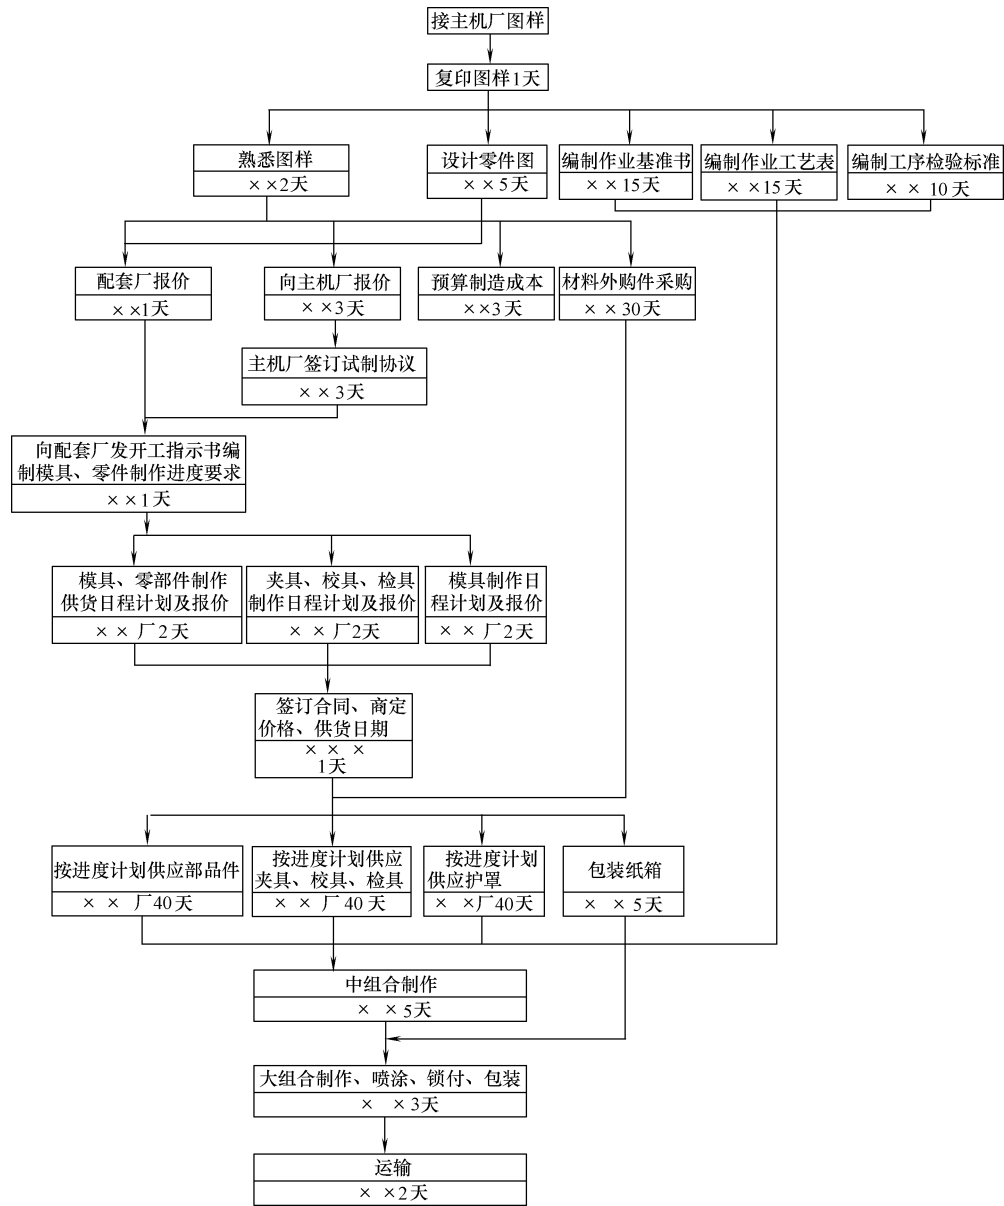 接主机厂图样
复印图样1天
熟悉图样
××2天
设计零件图
××5天
编制作业基准书
××15天
编制作业工艺表
××15天
编制工序检验标准
××10天
配套厂报价
××1天
向主机厂报价
××3天
预算制造成本
××3天
材料外购件采购
××30天
主机厂签订试制协议
××3天
向配套厂发开工指示书编
制模具、零件制作进度要求
××1天
模具、零部件制作
供货日程计划及报价
××厂2天
夹具、校具、检具
制作日程计划及报价
××厂2天
模具制作日
程计划及报价
××厂2天
签订合同、商定
价格、供货日期
×××
1天
按进度计划供应部品件
××厂40天
按进度计划供应
夹具、校具、检具
××厂40天
按进度计划
供应护罩
××厂40天
包装纸箱
××5天
中组合制作
××5天
大组合制作、喷涂、锁付、包装
××3天
运输
××2天